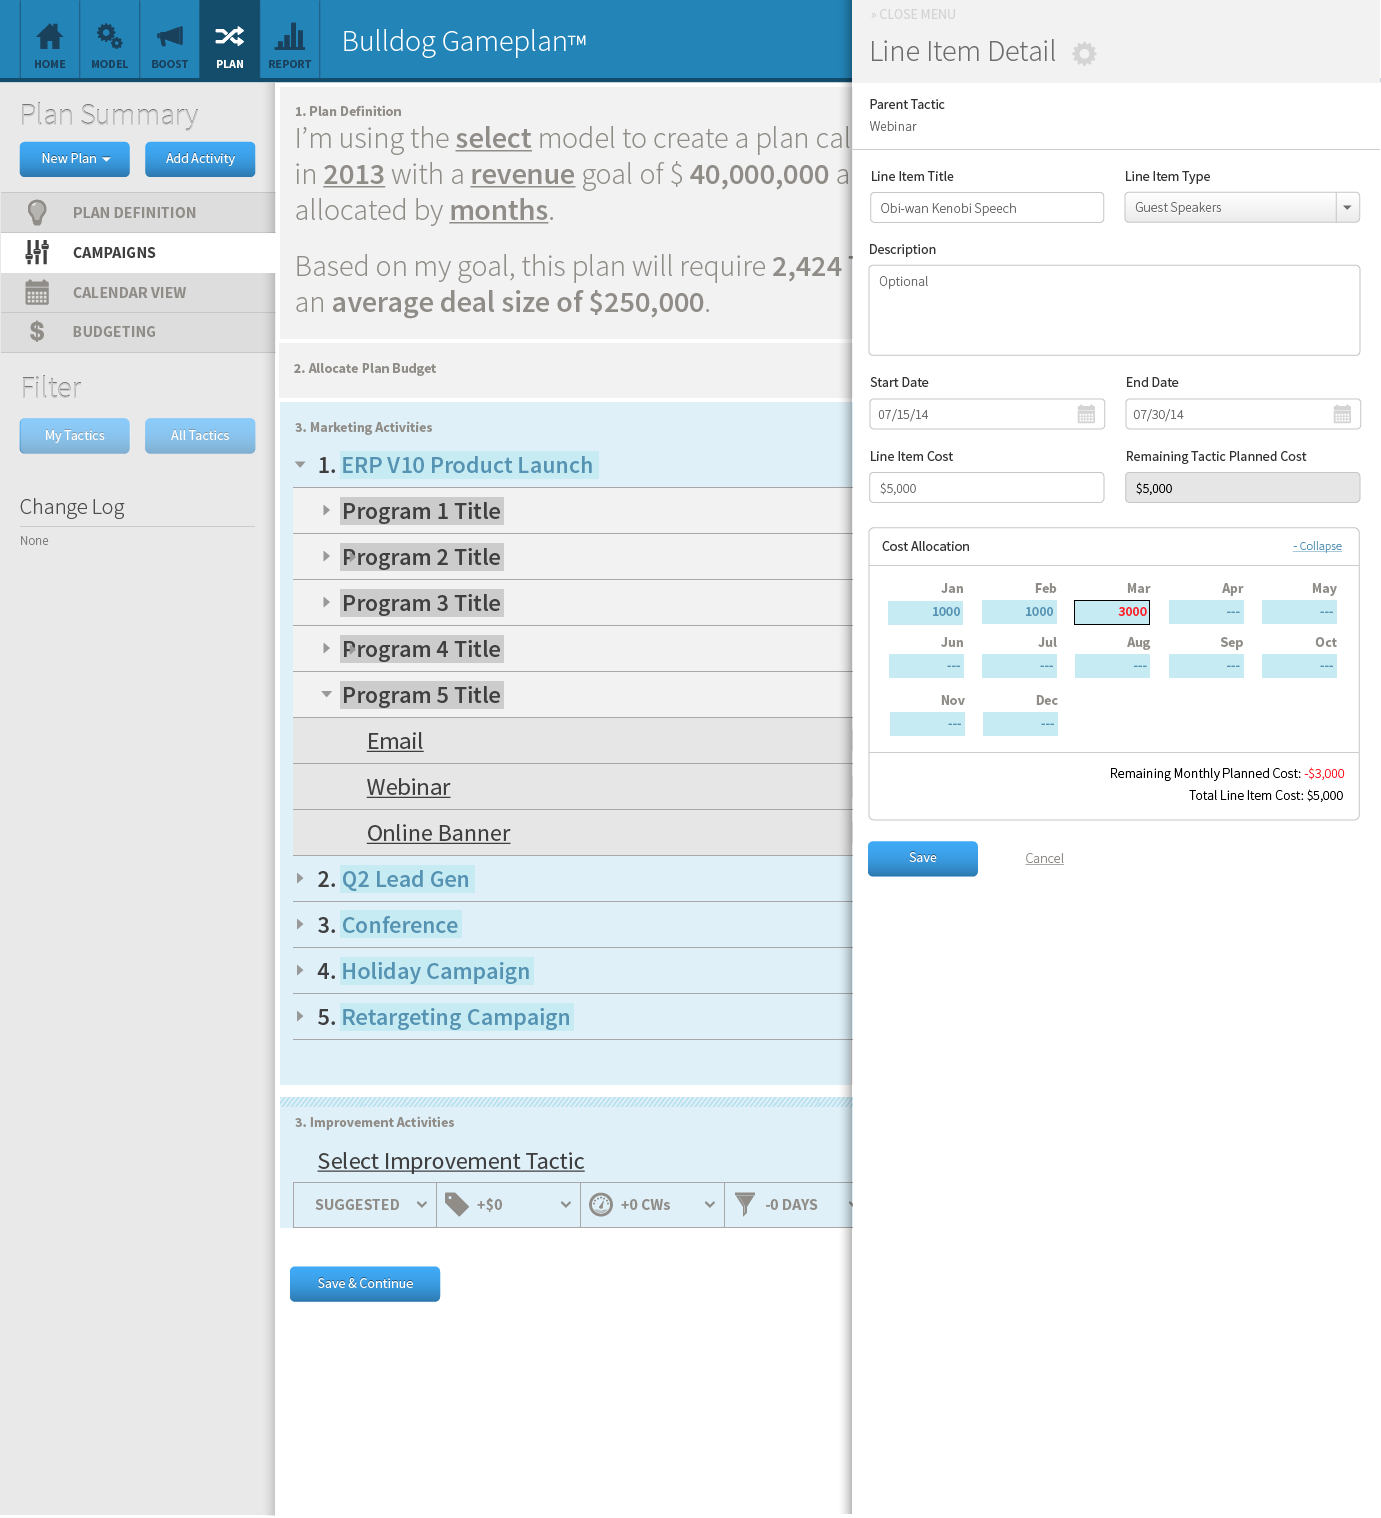 HOME
MODEL
BOOST
PLAN
REPORT
Bulldog Gameplan™
Plan Summary
New Plan
Add Activity
PLAN DEFINITION
CAMPAIGNS
CALENDAR VIEW
BUDGETING
Filter
My Tactics
All Tactics
Change Log
None
1. Plan Definition
I'm using the select model to create a plan cal
in 2013 with a revenue goal of $ 40,000,000 a
allocated by months.
Based on my goal, this plan will require 2,424
an average deal size of $250,000.
2. Allocate Plan Budget
3. Marketing Activities
1. ERP V10 Product Launch
Program 1 Title
Program 2 Title
Program 3 Title
Program 4 Title
Program 5 Title
Email
Webinar
Online Banner
2. Q2 Lead Gen
3. Conference
4. Holiday Campaign
5. Retargeting Campaign
3. Improvement Activities
Select Improvement Tactic
SUGGESTED
+$0
+0 CWs
-0 DAYS
Save & Continue
» CLOSE MENU
Line Item Detail
Parent Tactic
Webinar
Line Item Title
Line Item Type
Obi-wan Kenobi Speech
Guest Speakers
Description
Optional
Start Date
End Date
07/15/14
07/30/14
Line Item Cost
Remaining Tactic Planned Cost
$5,000
$5,000
Cost Allocation
- Collapse
Jan Feb Mar Apr May
1000 1000 3000 --- ---
Jun Jul Aug Sep Oct
--- --- --- --- ---
Nov Dec
--- ---
Remaining Monthly Planned Cost: -$3,000
Total Line Item Cost: $5,000
Save
Cancel